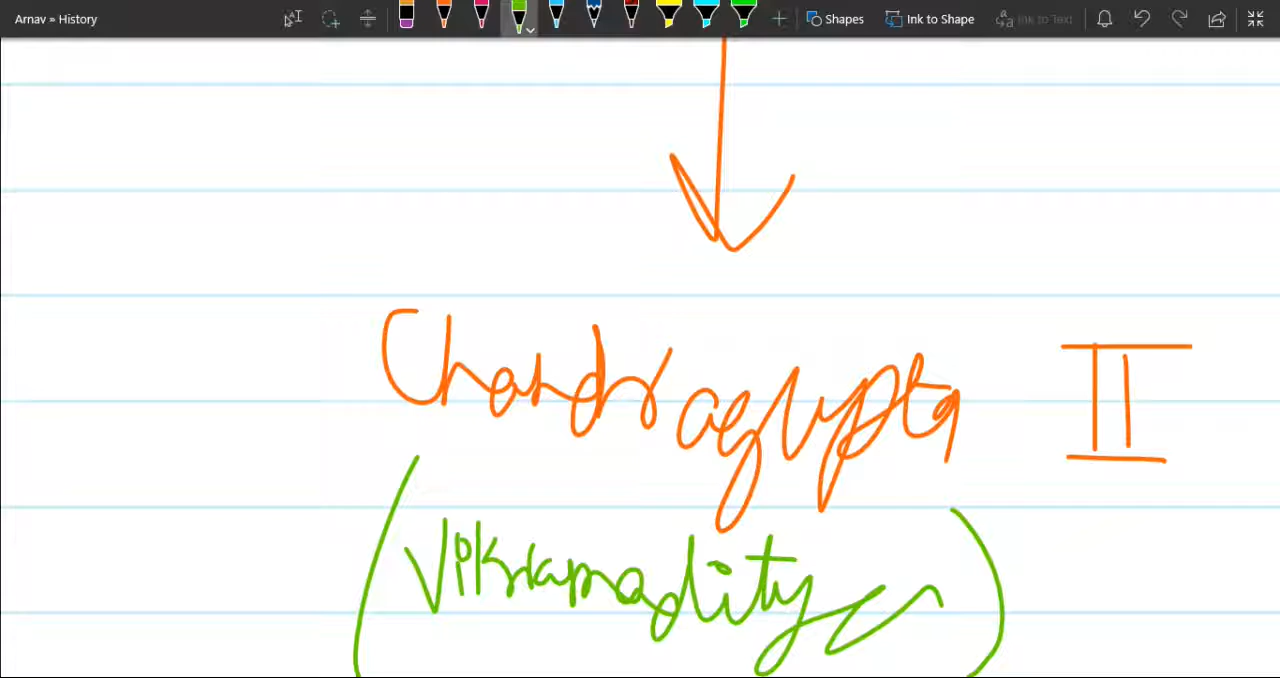 Arnav » History
Shapes
Ink to Shape
Ink to Text
Chandragupta II
(Vikramaditya)